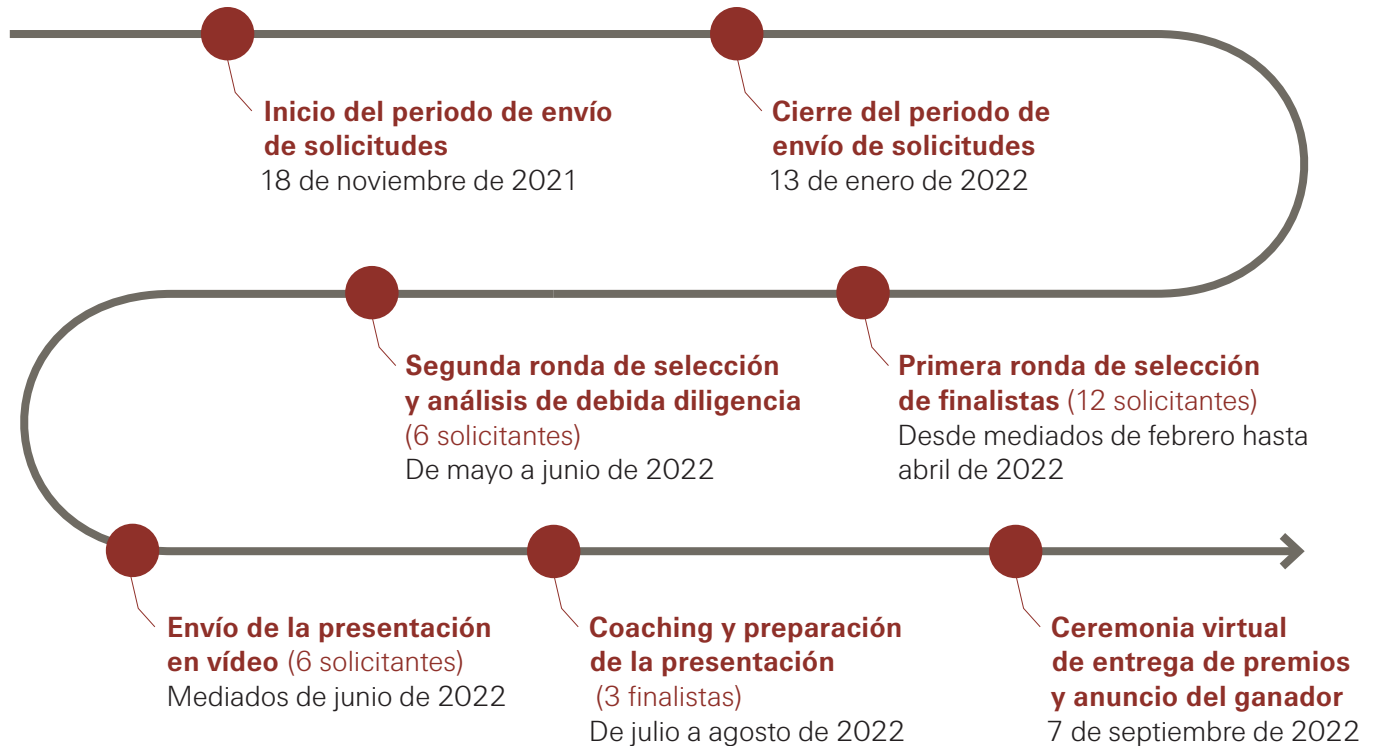 Inicio del periodo de envío
de solicitudes
18 de noviembre de 2021
Cierre del periodo de
envío de solicitudes
13 de enero de 2022
Primera ronda de selección
de finalistas (12 solicitantes)
Desde mediados de febrero hasta
abril de 2022
Segunda ronda de selección
y análisis de debida diligencia
(6 solicitantes)
De mayo a junio de 2022
Envío de la presentación
en vídeo (6 solicitantes)
Mediados de junio de 2022
Coaching y preparación
de la presentación
(3 finalistas)
De julio a agosto de 2022
Ceremonia virtual
de entrega de premios
y anuncio del ganador
7 de septiembre de 2022